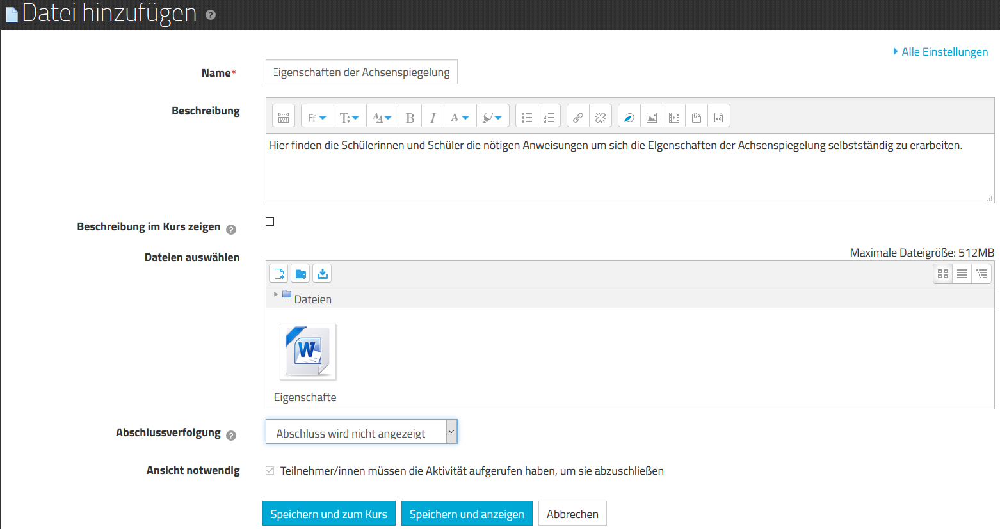 Datei hinzufügen ?
Alle Einstellungen
Name*
Eigenschaften der Achsenspiegelung
Beschreibung
Ff T A A B I A
Hier finden die Schülerinnen und Schüler die nötigen Anweisungen um sich die EIgenschaften der Achsenspiegelung selbstständig zu erarbeiten.
Beschreibung im Kurs zeigen ?
Dateien auswählen
Maximale Dateigröße: 512MB
Dateien
W
Eigenschafte
Abschlussverfolgung ?
Abschluss wird nicht angezeigt
Ansicht notwendig
Teilnehmer/innen müssen die Aktivität aufgerufen haben, um sie abzuschließen
Speichern und zum Kurs
Speichern und anzeigen
Abbrechen